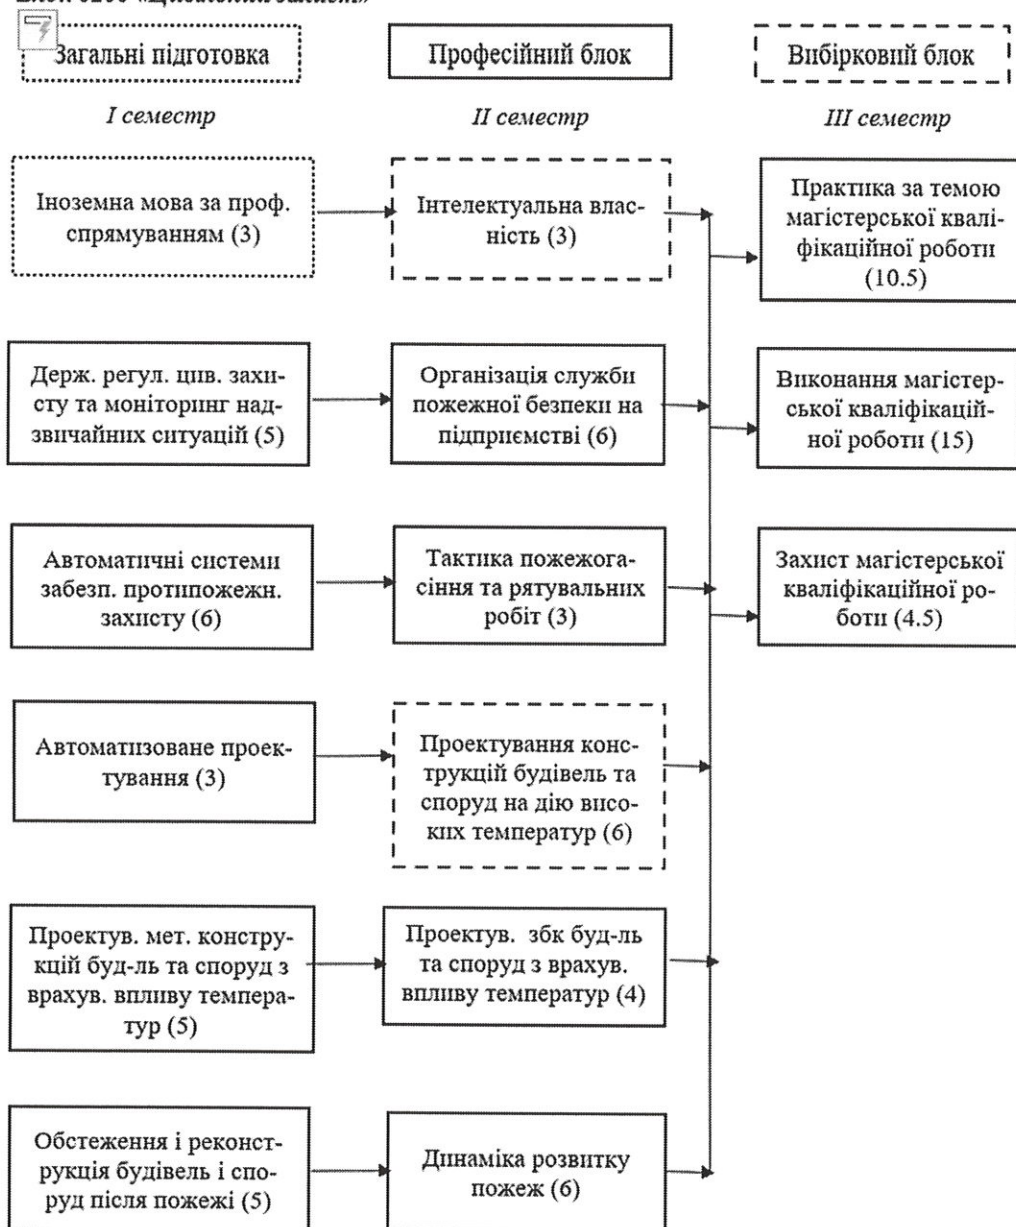 Загальні підготовка
Професійний блок
Вибірковий блок
I семестр
II семестр
III семестр
Іноземна мова за проф.
спрямуванням (3)
Інтелектуальна влас-
ність (3)
Практика за темою
магістерської квалі-
фікаційної роботи
(10.5)
Держ. регул. цив. захи-
сту та моніторинг над-
звичайних ситуацій (5)
Організація служби
пожежної безпеки на
підприємстві (6)
Виконання магістер-
ської кваліфікацій-
ної роботи (15)
Автоматичні системи
забезп. протипожежн.
захисту (6)
Тактика пожежога-
сіння та рятувальних
робіт (3)
Захист магістерської
кваліфікаційної ро-
боти (4.5)
Автоматизоване проек-
тування (3)
Проектування конс-
трукцій будівель та
споруд на дію висо-
ких температур (6)
Проектув. мет. констру-
кцій буд-ль та споруд з
врахув. впливу темпера-
тур (5)
Проектув. збк буд-ль
та споруд з врахув.
впливу температур (4)
Обстеження і реконст-
рукція будівель і спо-
руд після пожежі (5)
Динаміка розвитку
пожеж (6)